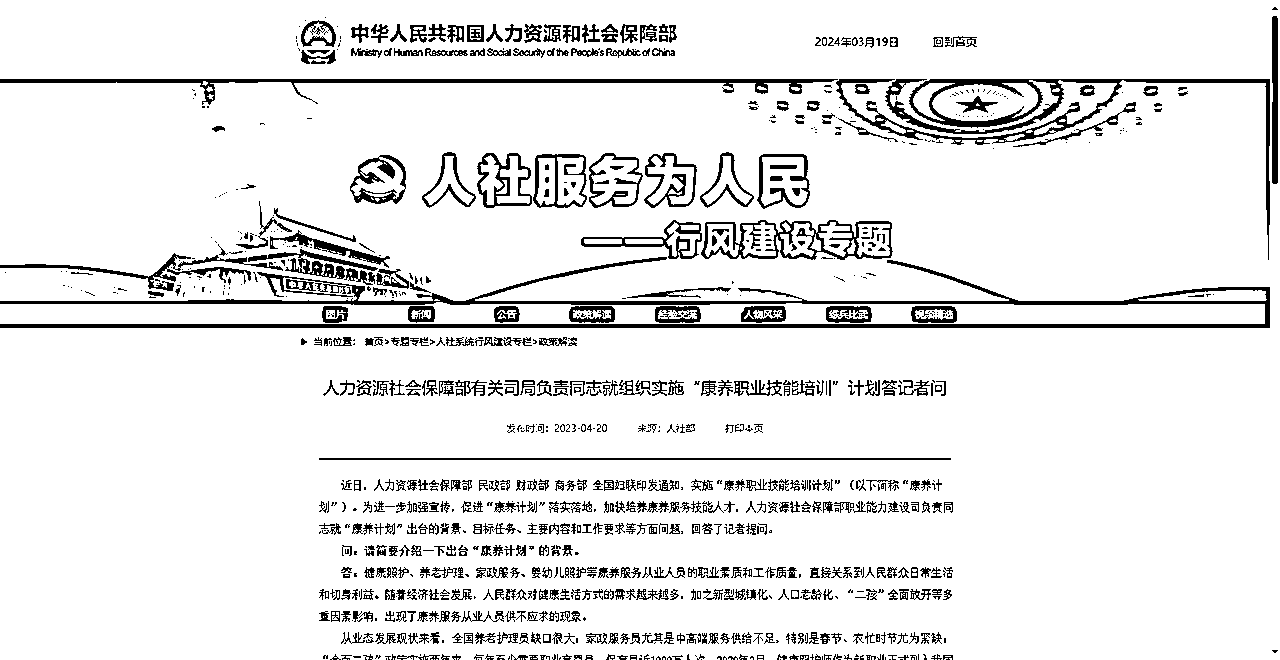 中华人民共和国人力资源和社会保障部
Ministry of Human Resources and Social Security of the People's Republic of China
2024年03月19日 回到首页
人社服务为人民
——行风建设专题
图片 新闻 公告 政策解读 经验交流 人物风采 练兵比武 视频精选
当前位置: 首页>专题专栏>人社系统行风建设专栏>政策解读
人力资源社会保障部有关司局负责同志就组织实施“康养职业技能培训”计划答记者问
发布时间: 2023-04-20 来源: 人社部 打印本页
近日,人力资源社会保障部 民政部 财政部 商务部 全国妇联印发通知,实施“康养职业技能培训计划”(以下简称“康养计
划”)。为进一步加强宣传,促进“康养计划”落实落地,加快培养康养服务技能人才,人力资源社会保障部职业能力建设司负责同
志就“康养计划”出台的背景、目标任务、主要内容和工作要求等方面问题,回答了记者提问。
问:请简要介绍一下出台“康养计划”的背景。
答:健康照护、养老护理、家政服务、婴幼儿照护等康养服务从业人员的职业素质和工作质量,直接关系到人民群众日常生活
和切身利益。随着经济社会发展,人民群众对健康生活方式的需求越来越多,加之新型城镇化、人口老龄化、“二孩”全面放开等多
重因素影响,出现了康养服务从业人员供不应求的现象。
从业态发展现状来看,全国养老护理员缺口很大;家政服务员尤其是中高端服务供给不足,特别是春节、农忙时节尤为紧缺;